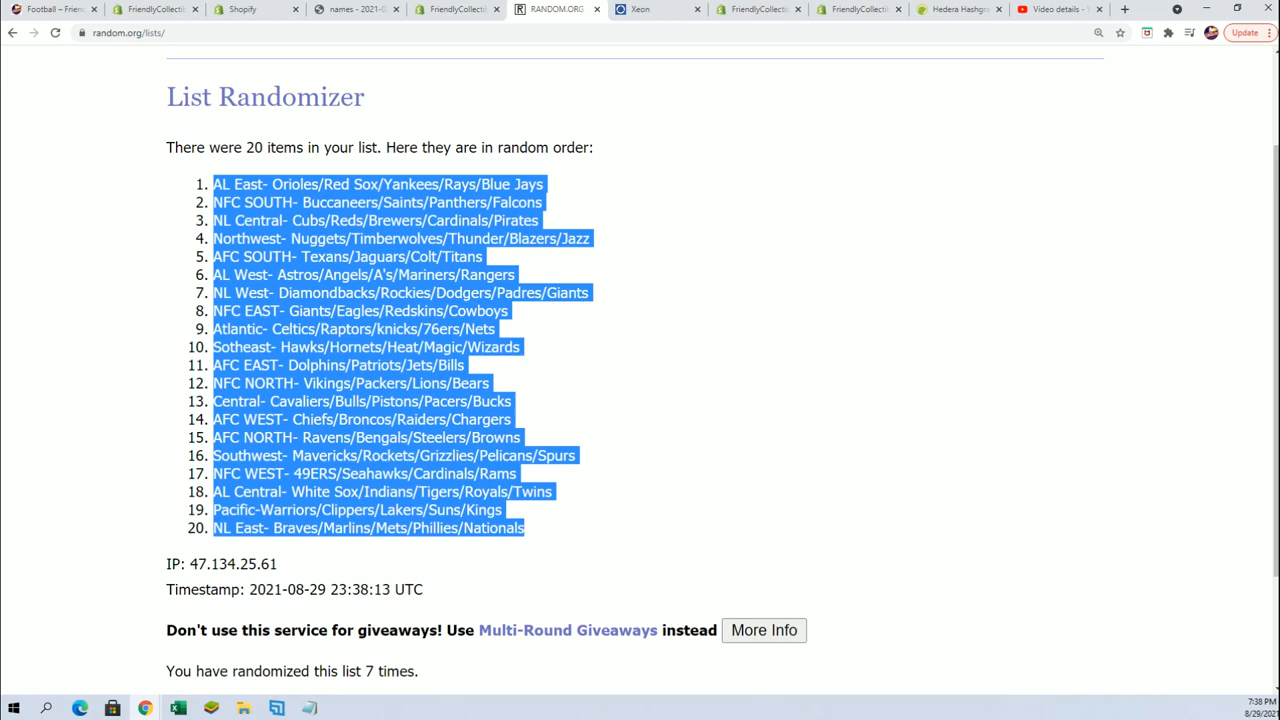 Football – Frien
FriendlyCollectib
Shopify
names - 2021-0
FriendlyCollectib
RANDOM.ORG
Xeon
FriendlyCollectib
FriendlyCollectib
Hedera Hashgra
Video details -
random.org/lists/
Update
List Randomizer
There were 20 items in your list. Here they are in random order:
1. AL East- Orioles/Red Sox/Yankees/Rays/Blue Jays
2. NFC SOUTH- Buccaneers/Saints/Panthers/Falcons
3. NL Central- Cubs/Reds/Brewers/Cardinals/Pirates
4. Northwest- Nuggets/Timberwolves/Thunder/Blazers/Jazz
5. AFC SOUTH- Texans/Jaguars/Colt/Titans
6. AL West- Astros/Angels/A's/Mariners/Rangers
7. NL West- Diamondbacks/Rockies/Dodgers/Padres/Giants
8. NFC EAST- Giants/Eagles/Redskins/Cowboys
9. Atlantic- Celtics/Raptors/knicks/76ers/Nets
10. Sotheast- Hawks/Hornets/Heat/Magic/Wizards
11. AFC EAST- Dolphins/Patriots/Jets/Bills
12. NFC NORTH- Vikings/Packers/Lions/Bears
13. Central- Cavaliers/Bulls/Pistons/Pacers/Bucks
14. AFC WEST- Chiefs/Broncos/Raiders/Chargers
15. AFC NORTH- Ravens/Bengals/Steelers/Browns
16. Southwest- Mavericks/Rockets/Grizzlies/Pelicans/Spurs
17. NFC WEST- 49ERS/Seahawks/Cardinals/Rams
18. AL Central- White Sox/Indians/Tigers/Royals/Twins
19. Pacific-Warriors/Clippers/Lakers/Suns/Kings
20. NL East- Braves/Marlins/Mets/Phillies/Nationals
IP: 47.134.25.61
Timestamp: 2021-08-29 23:38:13 UTC
Don't use this service for giveaways! Use Multi-Round Giveaways instead More Info
You have randomized this list 7 times.
7:38 PM
8/29/2021